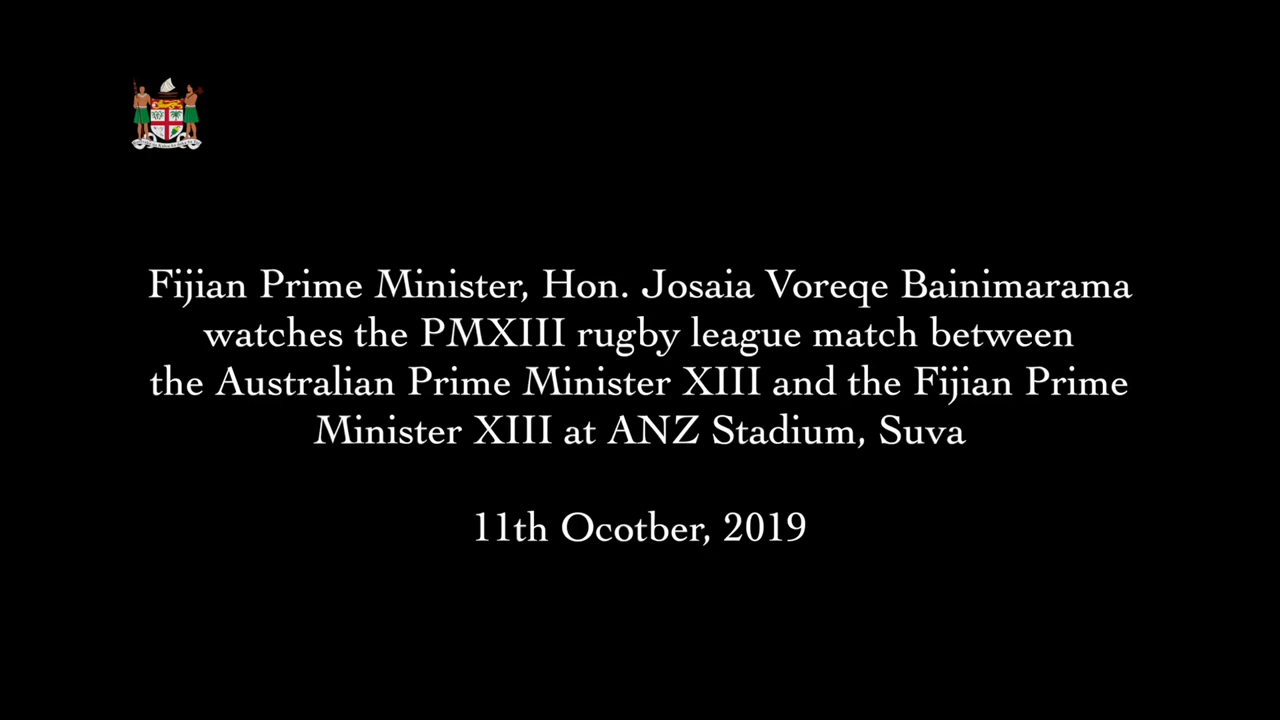 Fijian Prime Minister, Hon. Josaia Voreqe Bainimarama
watches the PMXIII rugby league match between
the Australian Prime Minister XIII and the Fijian Prime
Minister XIII at ANZ Stadium, Suva
11th Ocotber, 2019